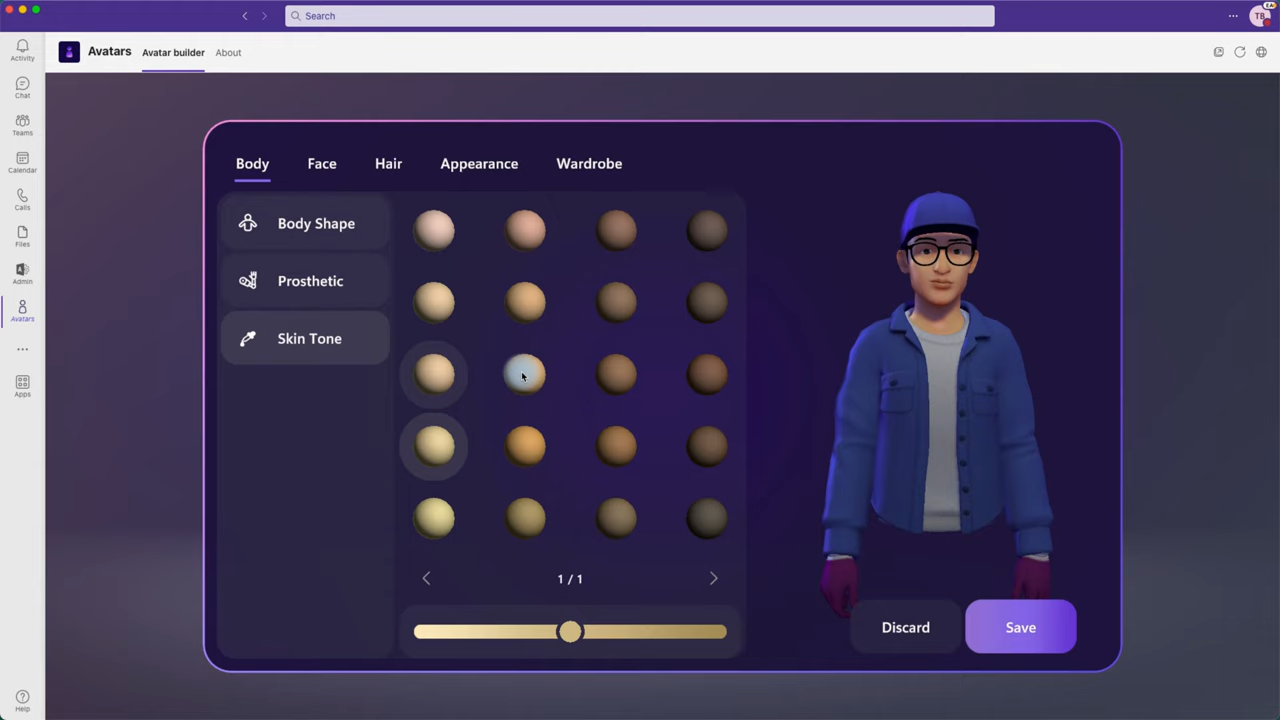 Search
TB
Activity
Chat
Teams
Calendar
Calls
Files
Admin
Avatars
Apps
Help
Avatars
Avatar builder
About
Body
Face
Hair
Appearance
Wardrobe
Body Shape
Prosthetic
Skin Tone
1 / 1
Discard
Save